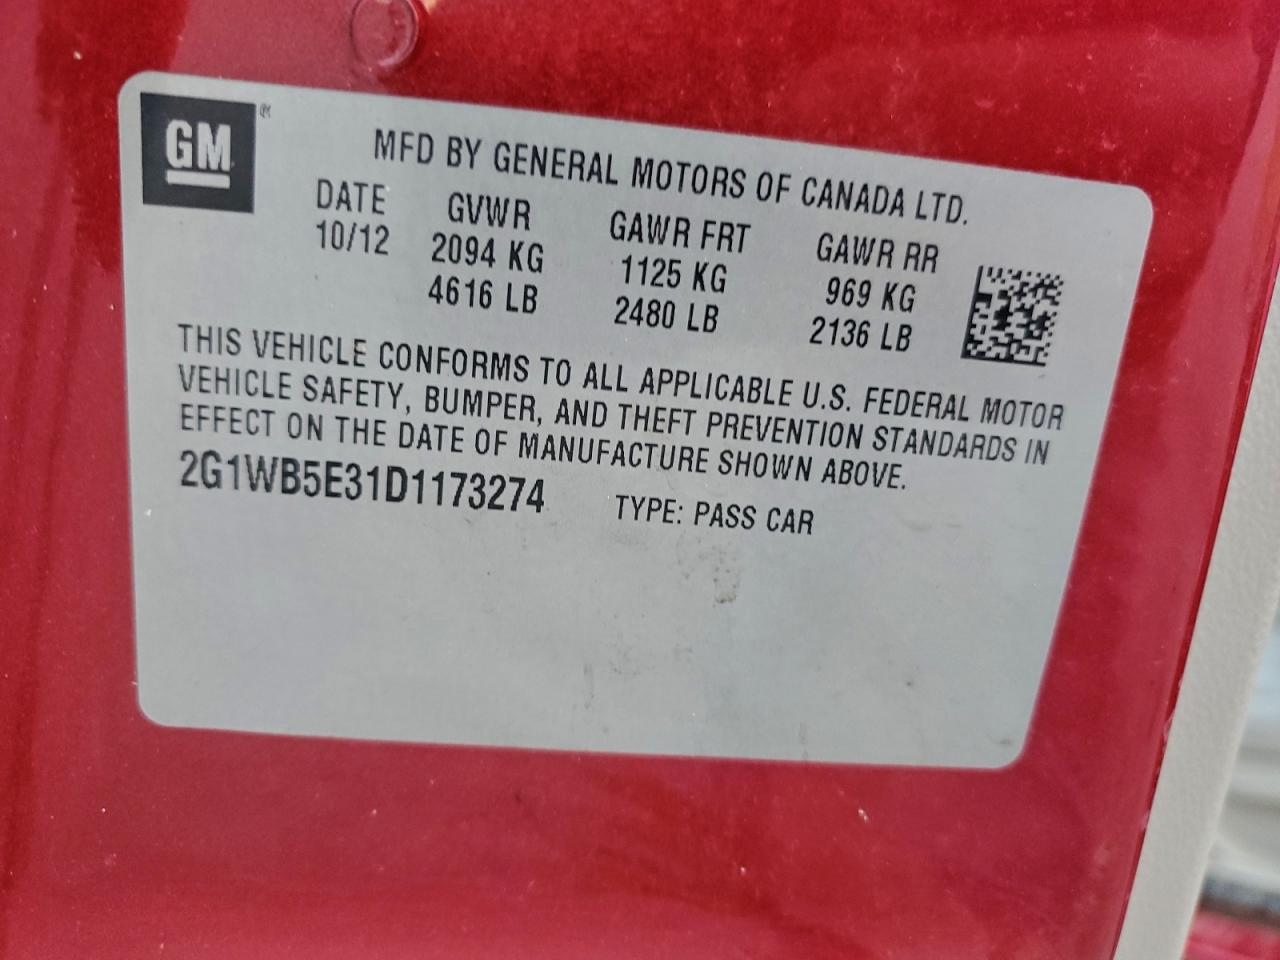 GM®
MFD BY GENERAL MOTORS OF CANADA LTD.
DATE GVWR GAWR FRT GAWR RR
10/12 2094 KG 1125 KG 969 KG
4616 LB 2480 LB 2136 LB
THIS VEHICLE CONFORMS TO ALL APPLICABLE U.S. FEDERAL MOTOR
VEHICLE SAFETY, BUMPER, AND THEFT PREVENTION STANDARDS IN
EFFECT ON THE DATE OF MANUFACTURE SHOWN ABOVE.
2G1WB5E31D1173274 TYPE: PASS CAR